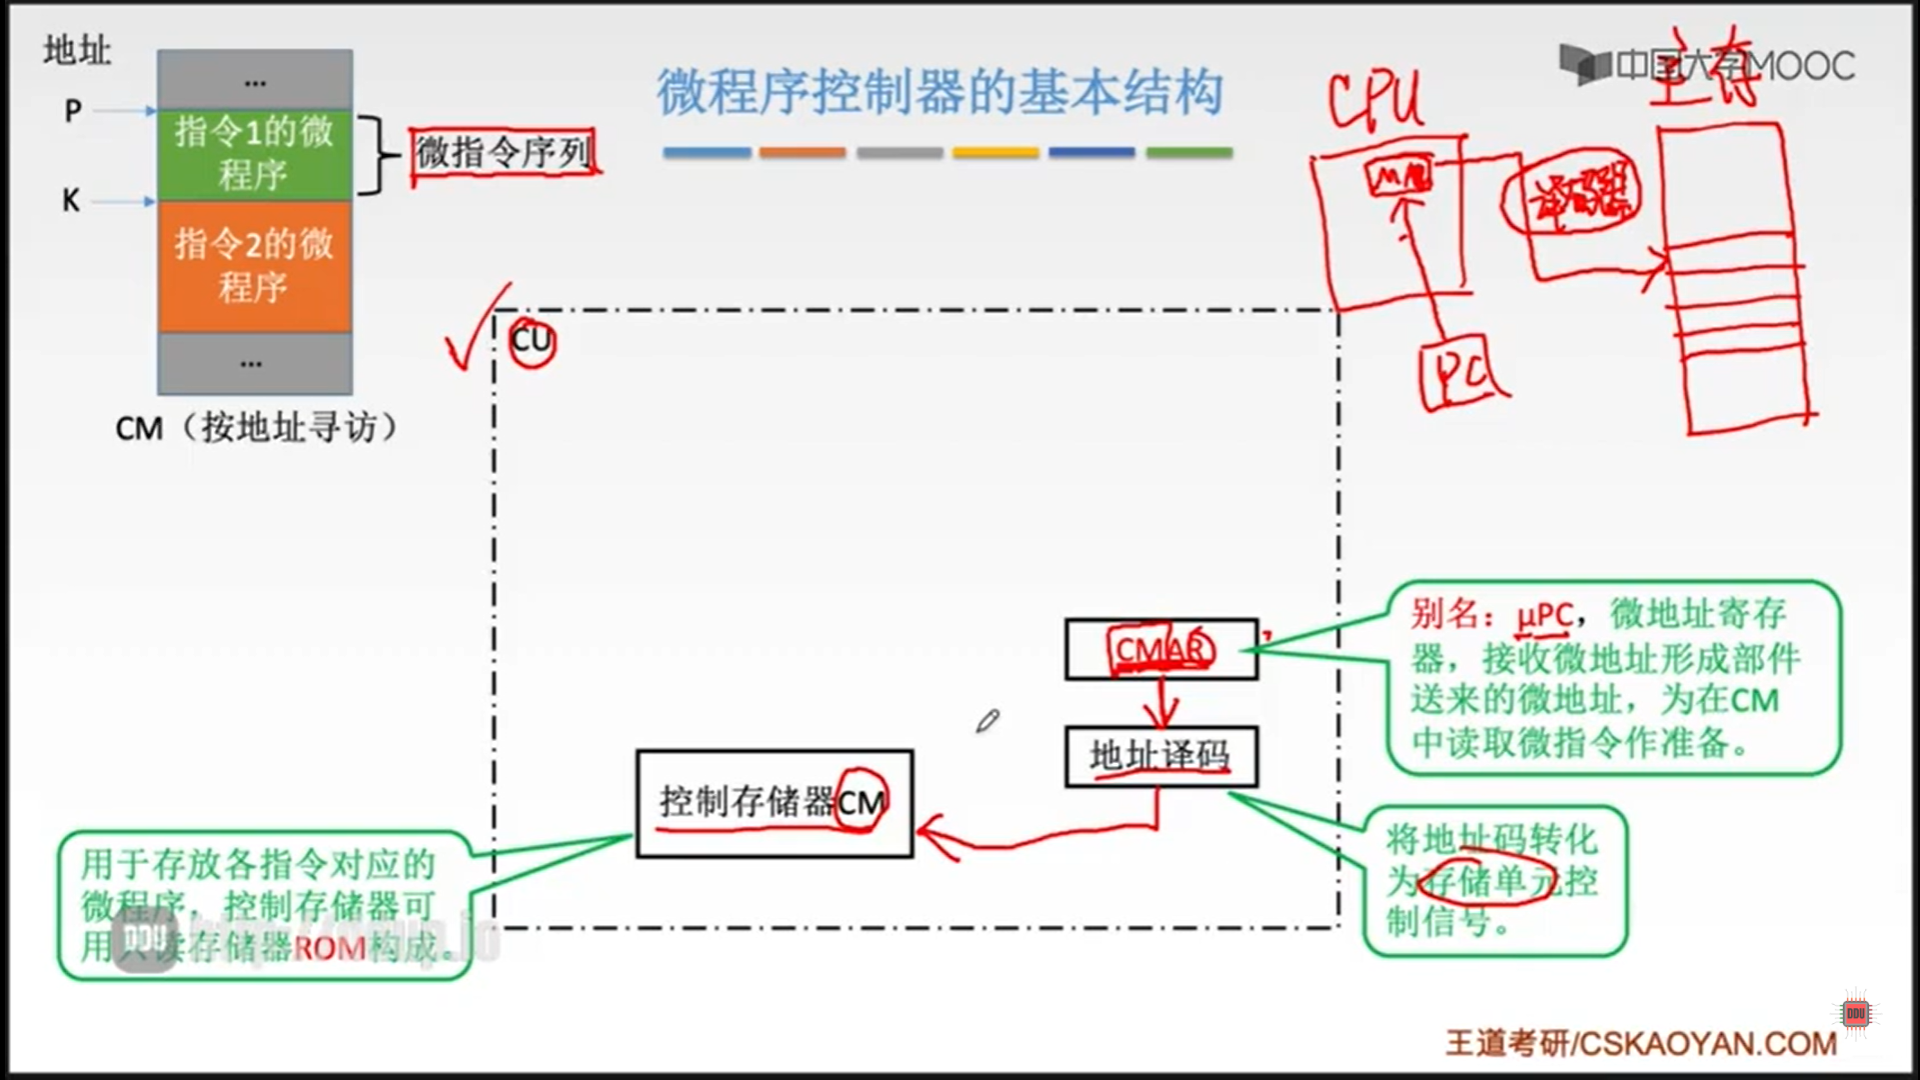 地址
...
P
指令1的微
程序
微指令序列
K
指令2的微
程序
...
CM（按地址寻访）
微程序控制器的基本结构
中国大学MOOC
CPU
主存
译码器
PC
CU
CMAR
地址译码
控制存储器CM
别名：μPC，微地址寄存
器，接收微地址形成部件
送来的微地址，为在CM
中读取微指令作准备。
将地址码转化
为存储单元控
制信号。
用于存放各指令对应的
微程序，控制存储器可
用只读存储器ROM构成。
DDU
DDU
王道考研/CSKAOYAN.COM